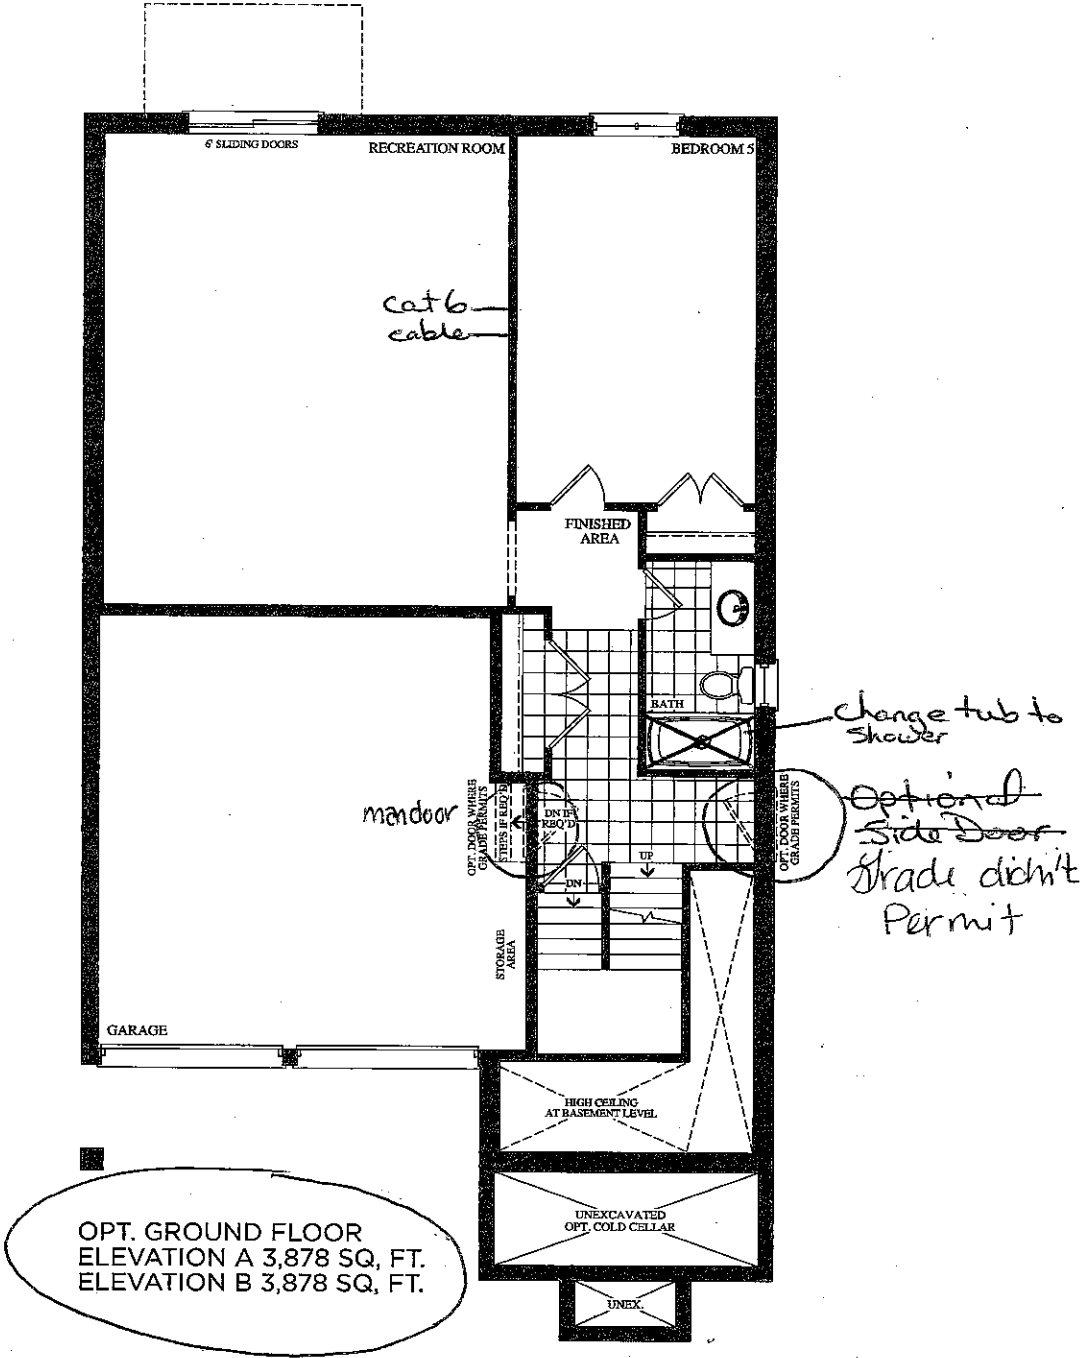 6' SLIDING DOORS
RECREATION ROOM
BEDROOM 5
cat6
cable
FINISHED
AREA
BATH
change tub to
shower
mandoor
OPT. DOOR WHERE
GRADE PERMITS
STEPS IF REQ'D
DN IF
REQ'D
OPT. DOOR WHERE
GRADE PERMITS
Optional
Side Door
Grade didn't
Permit
UP
DN
STORAGE
AREA
GARAGE
HIGH CEILING
AT BASEMENT LEVEL
UNEXCAVATED
OPT. COLD CELLAR
UNEX.
OPT. GROUND FLOOR
ELEVATION A 3,878 SQ, FT.
ELEVATION B 3,878 SQ, FT.